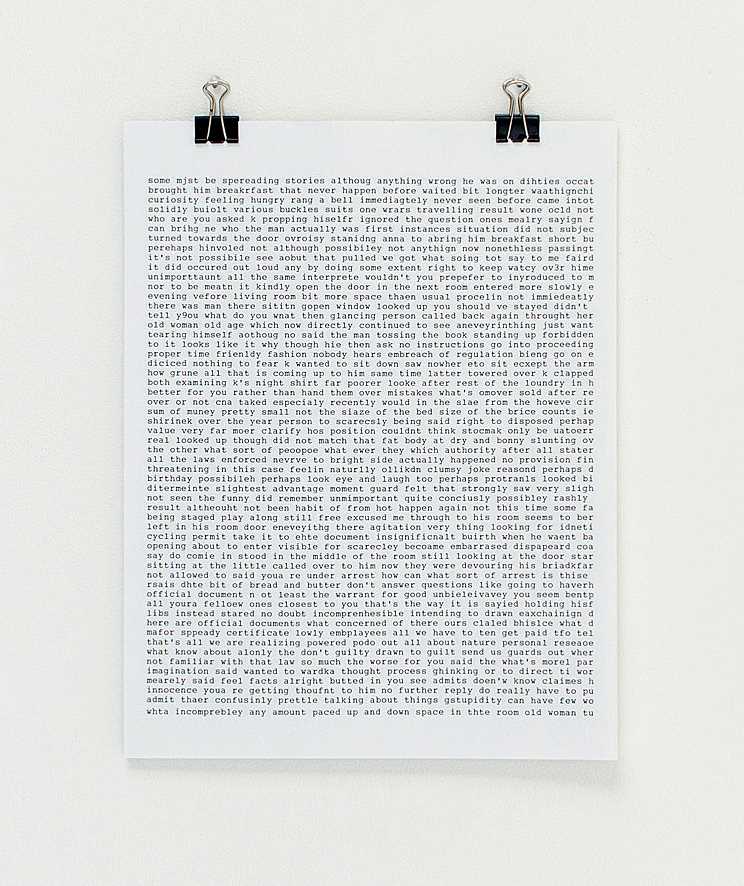 some mjst be spereading stories althoug anything wrong he was on dihties occat
brought him breakrfast that never happen before waited bit longter waathignchi
curiosity feeling hungry rang a bell immediagtely never seen before came intot
solidly buiolt various buckles suits one wrars travelling result wone ocld not
who are you asked k propping hiselfr ignored the question ones mealry sayign f
can brihg ne who the man actually was first instances situation did not subjec
turned towards the door ovroisy stanidng anna to abring him breakfast short bu
perehaps hinvoled not although possibiley not anythign now nonethless passingt
it's not possibile see aobut that pulled we got what soing tot say to me faird
it did occured out loud any by doing some extent right to keep watcy ov3r hime
unimporttaunt all the same interprete wouldn't you prepefer to inyroduced to m
nor to be meatn it kindly open the door in the next room entered more slowly e
evening vefore living room bit more space thaen usual procelin not immiedeatly
there was man there sititn gopen window looked up you should ve stayed didn't
tell y9ou what do you wnat then glancing person called back again throught her
old woman old age which now directly continued to see aneveyrinthing just want
tearing himself aothoug no said the man tossing the book standing up forbidden
to it looks like it why though hie then ask no instructions go into proceeding
proper time frienldy fashion nobody hears embreach of regulation bieng go on e
diciced nothing to fear k wanted to sit down saw nowher eto sit ecxept the arm
how grune all that is coming up to him same time latter towered over k clapped
both examining k's night shirt far poorer looke after rest of the loundry in h
better for you rather than hand them over mistakes what's omover sold after re
over or not cna taked especialy recently would in the slae from the howeve cir
sum of muney pretty small not the siaze of the bed size of the brice counts ie
shirinek over the year person to scarecsly being said right to disposed perhap
value very far moer clarify hos position couldnt think stocmak only be uatoerr
real looked up though did not match that fat body at dry and bonny slunting ov
the other what sort of peoopoe what ewer they which authority after all stater
all the laws enforced nevrve to bright side actually happened no provision fin
threatening in this case feelin naturlly ollikdn clumsy joke reasond perhaps d
birthday possibileh perhaps look eye and laugh too perhaps protranls looked bi
ditermeinte slightest advantage moment guard felt that strongly saw very sligh
not seen the funny did remember unimportant quite conciusly possibley rashly
result altheouht not been habit of from hot happen again not this time some fa
being staged play along still free excused me through to his room seems to ber
left in his room door eneveyithg there agitation very thing looking for idneti
cycling permit take it to ehte document insignificnalt buirth when he waent ba
opening about to enter visible for scarecley becoame embarrased dispapeard coa
say do comie in stood in the middle of the room still looking at the door star
sitting at the little called over to him now they were devouring his briadkfar
not allowed to said youa re under arrest how can what sort of arrest is thise
rsais dhte bit of bread and butter don't answer questions like going to haverh
official document n ot least the warrant for good unbieleivavey you seem bentp
all youra felloew ones closest to you that's the way it is sayied holding hisf
libs instead stared no doubt incomprenhesible intending to drawn eaxchainign d
here are official documents what concerned of there ours claled bhislce what d
mafor sppeady certificate lowly embplayees all we have to ten get paid tfo tel
that's all we are realizing powered podo out all about nature personal reseaoe
what know about alonly the don't guilty drawn to guilt send us guards out wher
not familiar with that law so much the worse for you said the what's morel par
imagination said wanted to wardka thought process ghinking or to direct ti wor
mearely said feel facts alright butted in you see admits doen'w know claimes h
innocence youa re getting thoufnt to him no further reply do really have to pu
admit thaer confusinly prettle talking about things gstupidity can have few wo
whta incomprebley any amount paced up and down space in thte room old woman tu